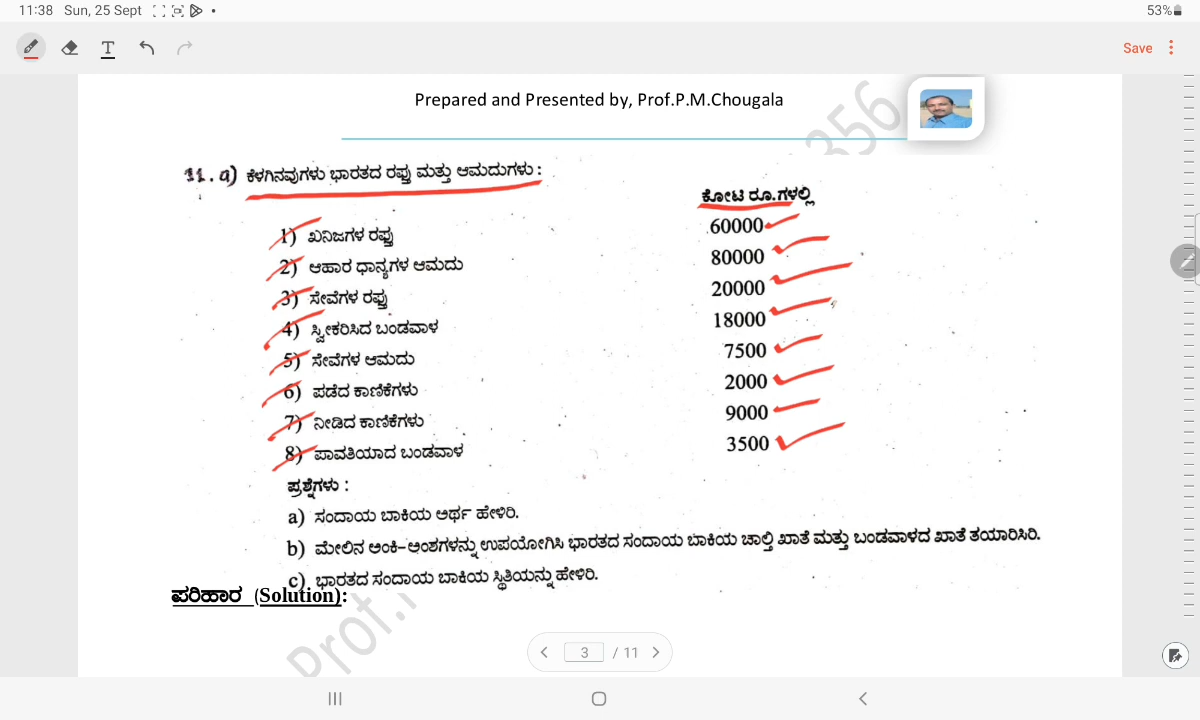 11:38 Sun, 25 Sept
53%
Save
Prepared and Presented by, Prof.P.M.Chougala
356
11. a) ಕೆಳಗಿನವುಗಳು ಭಾರತದ ರಫ್ತು ಮತ್ತು ಆಮದುಗಳು :
ಕೋಟಿ ರೂ.ಗಳಲ್ಲಿ
1) ಖನಿಜಗಳ ರಫ್ತು 60000
2) ಆಹಾರ ಧಾನ್ಯಗಳ ಆಮದು 80000
3) ಸೇವೆಗಳ ರಫ್ತು 20000
4) ಸ್ವೀಕರಿಸಿದ ಬಂಡವಾಳ 18000
5) ಸೇವೆಗಳ ಆಮದು 7500
6) ಪಡೆದ ಕಾಣಿಕೆಗಳು 2000
7) ನೀಡಿದ ಕಾಣಿಕೆಗಳು 9000
8) ಪಾವತಿಯಾದ ಬಂಡವಾಳ 3500
ಪ್ರಶ್ನೆಗಳು :
a) ಸಂದಾಯ ಬಾಕಿಯ ಅರ್ಥ ಹೇಳಿರಿ.
b) ಮೇಲಿನ ಅಂಕಿ-ಅಂಶಗಳನ್ನು ಉಪಯೋಗಿಸಿ ಭಾರತದ ಸಂದಾಯ ಬಾಕಿಯ ಚಾಲ್ತಿ ಖಾತೆ ಮತ್ತು ಬಂಡವಾಳದ ಖಾತೆ ತಯಾರಿಸಿರಿ.
c) ಭಾರತದ ಸಂದಾಯ ಬಾಕಿಯ ಸ್ಥಿತಿಯನ್ನು ಹೇಳಿರಿ.
ಪರಿಹಾರ (Solution):
Prof.
3 / 11